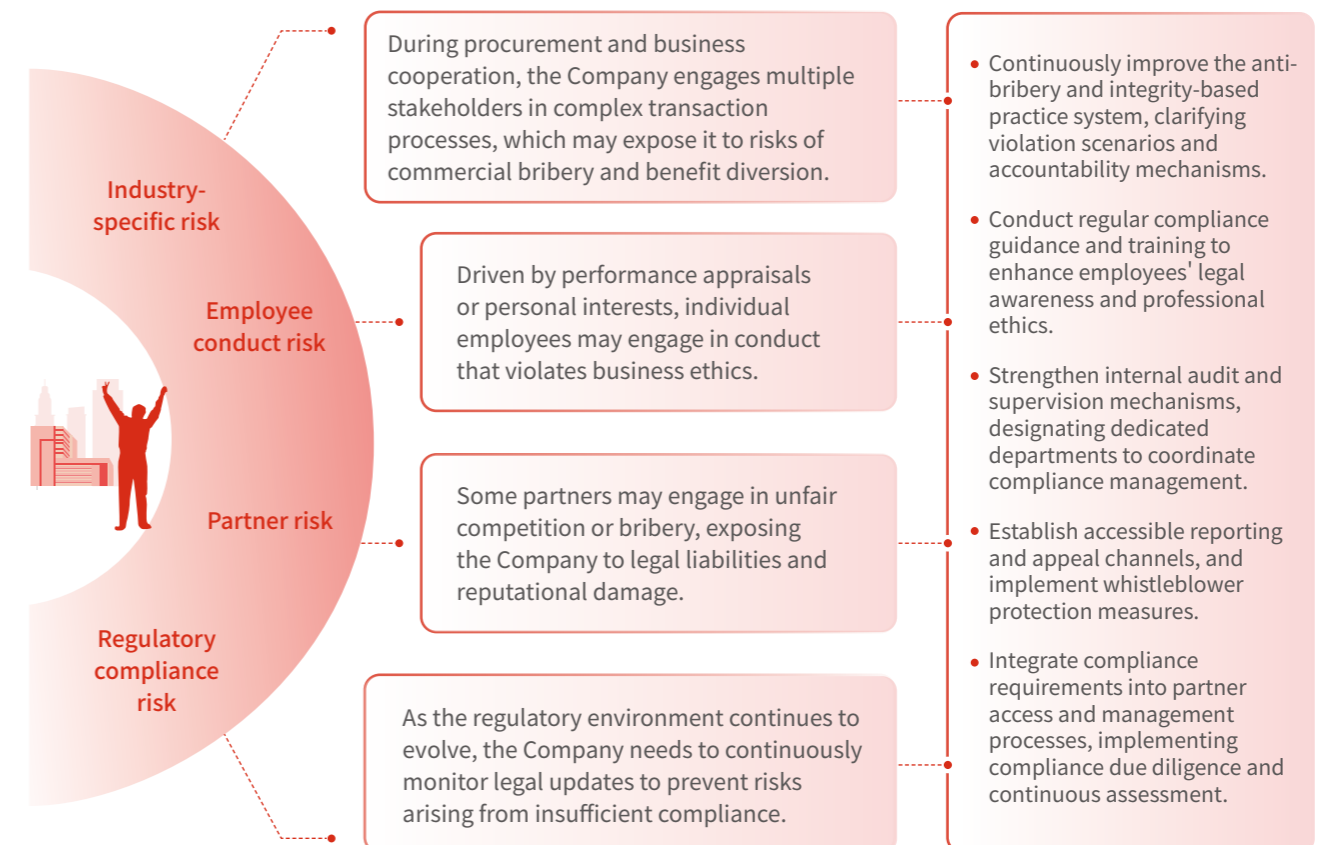 Industry-
specific risk
Employee
conduct risk
Partner risk
Regulatory
compliance
risk
During procurement and business
cooperation, the Company engages multiple
stakeholders in complex transaction
processes, which may expose it to risks of
commercial bribery and benefit diversion.
Driven by performance appraisals
or personal interests, individual
employees may engage in conduct
that violates business ethics.
Some partners may engage in unfair
competition or bribery, exposing
the Company to legal liabilities and
reputational damage.
As the regulatory environment continues to
evolve, the Company needs to continuously
monitor legal updates to prevent risks
arising from insufficient compliance.
• Continuously improve the anti-
bribery and integrity-based
practice system, clarifying
violation scenarios and
accountability mechanisms.
• Conduct regular compliance
guidance and training to
enhance employees' legal
awareness and professional
ethics.
• Strengthen internal audit and
supervision mechanisms,
designating dedicated
departments to coordinate
compliance management.
• Establish accessible reporting
and appeal channels, and
implement whistleblower
protection measures.
• Integrate compliance
requirements into partner
access and management
processes, implementing
compliance due diligence and
continuous assessment.